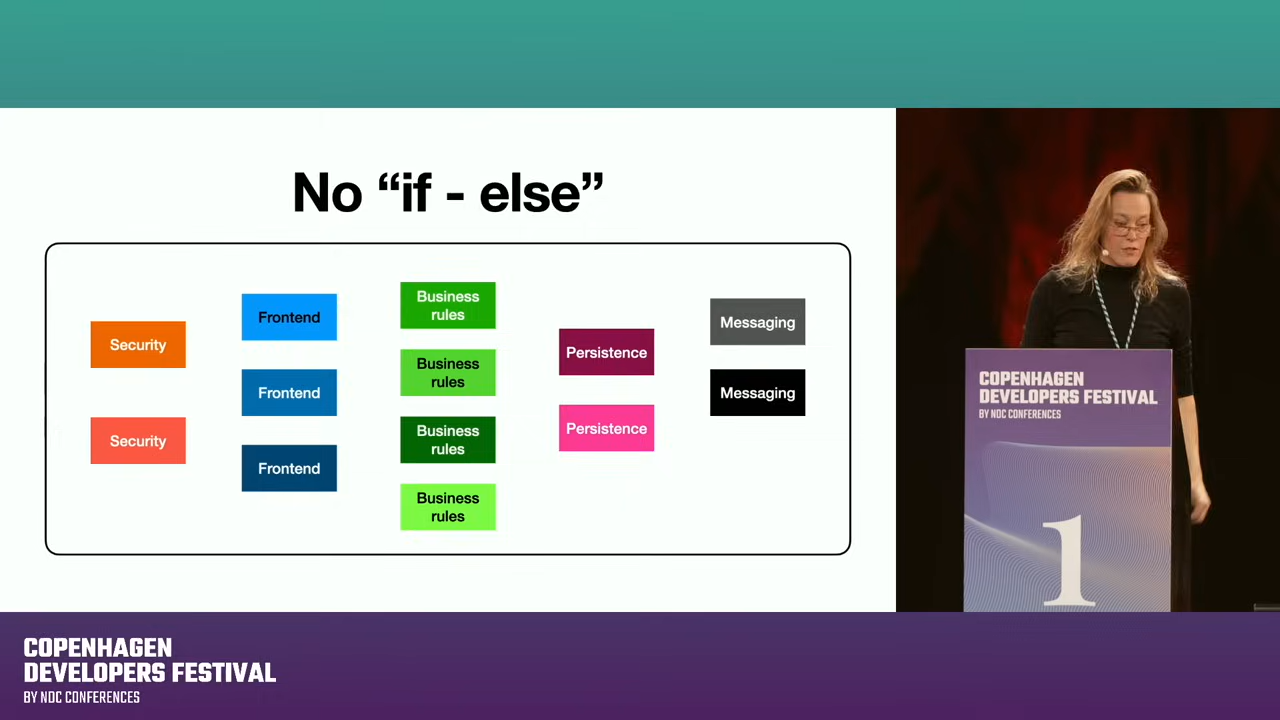 No “if - else”
Security
Security
Frontend
Frontend
Frontend
Business
rules
Business
rules
Business
rules
Business
rules
Persistence
Persistence
Messaging
Messaging
COPENHAGEN
DEVELOPERS FESTIVAL
BY NDC CONFERENCES
1
COPENHAGEN
DEVELOPERS FESTIVAL
BY NDC CONFERENCES